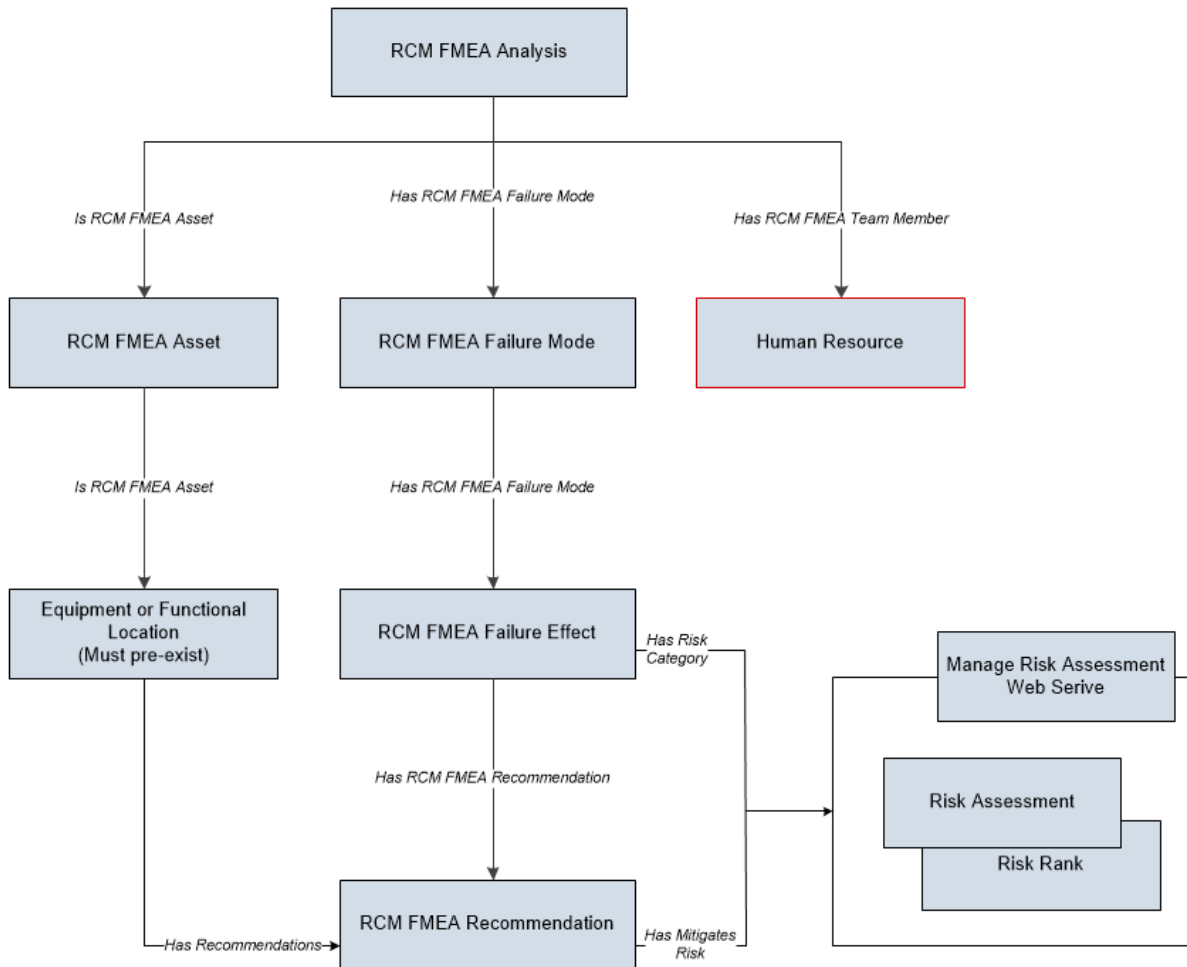 RCM FMEA Analysis
Has RCM FMEA Failure Mode
Is RCM FMEA Asset
Has RCM FMEA Team Member
RCM FMEA Asset
RCM FMEA Failure Mode
Human Resource
Is RCM FMEA Asset
Has RCM FMEA Failure Mode
Equipment or Functional
Location
(Must pre-exist)
RCM FMEA Failure Effect
Has Risk
Category
Manage Risk Assessment
Web Serive
Has RCM FMEA Recommendation
Risk Assessment
Risk Rank
RCM FMEA Recommendation
Has Recommendations
Has Mitigates
Risk